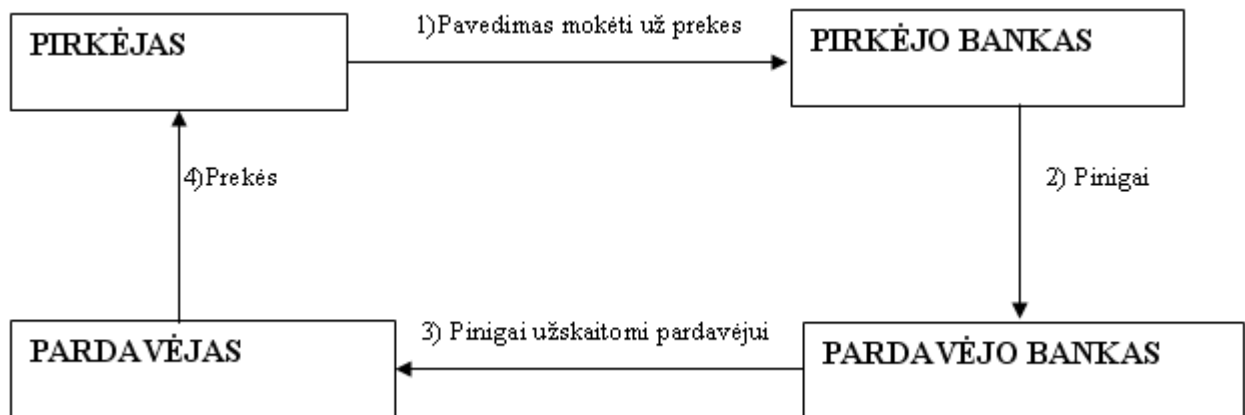 PIRKĖJAS
1)Pavedimas mokėti už prekes
PIRKĖJO BANKAS
4)Prekės
2) Pinigai
PARDAVĖJAS
3) Pinigai užskaitomi pardavėjui
PARDAVĖJO BANKAS